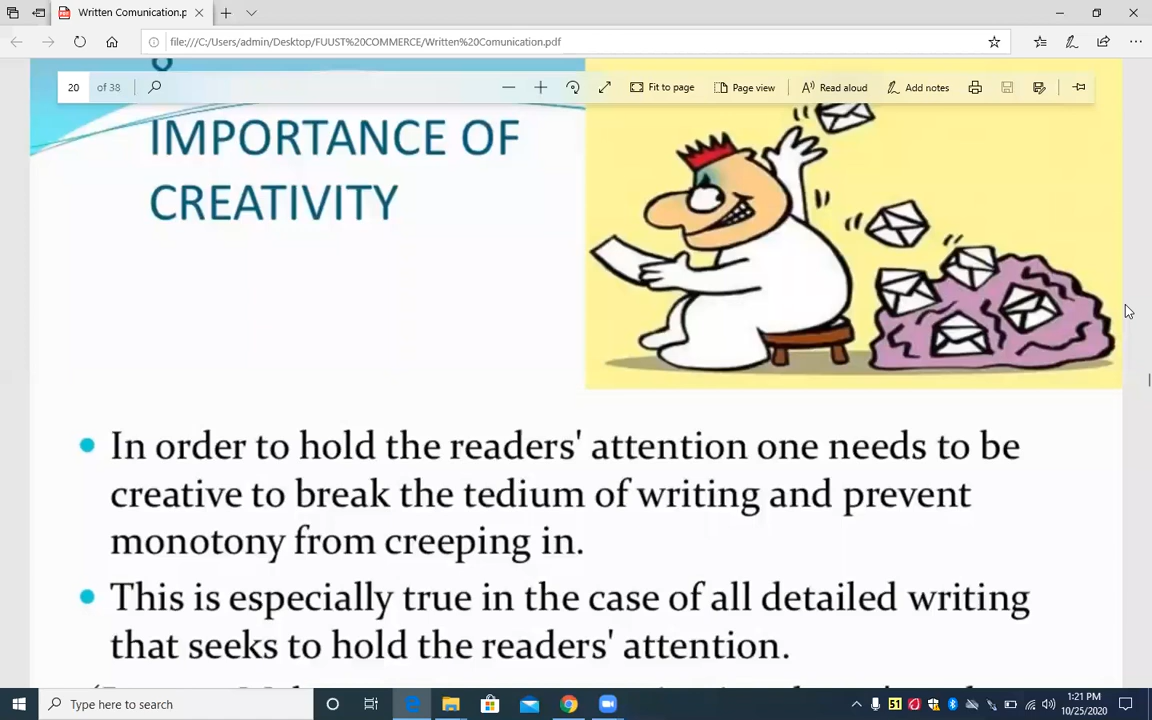 Written Comunication.p
file:///C:/Users/admin/Desktop/FUUST%20COMMERCE/Written%20Comunication.pdf
20 of 38
Fit to page
Page view
Read aloud
Add notes
IMPORTANCE OF
CREATIVITY
In order to hold the readers' attention one needs to be
creative to break the tedium of writing and prevent
monotony from creeping in.
This is especially true in the case of all detailed writing
that seeks to hold the readers' attention.
Type here to search
51
1:21 PM
10/25/2020